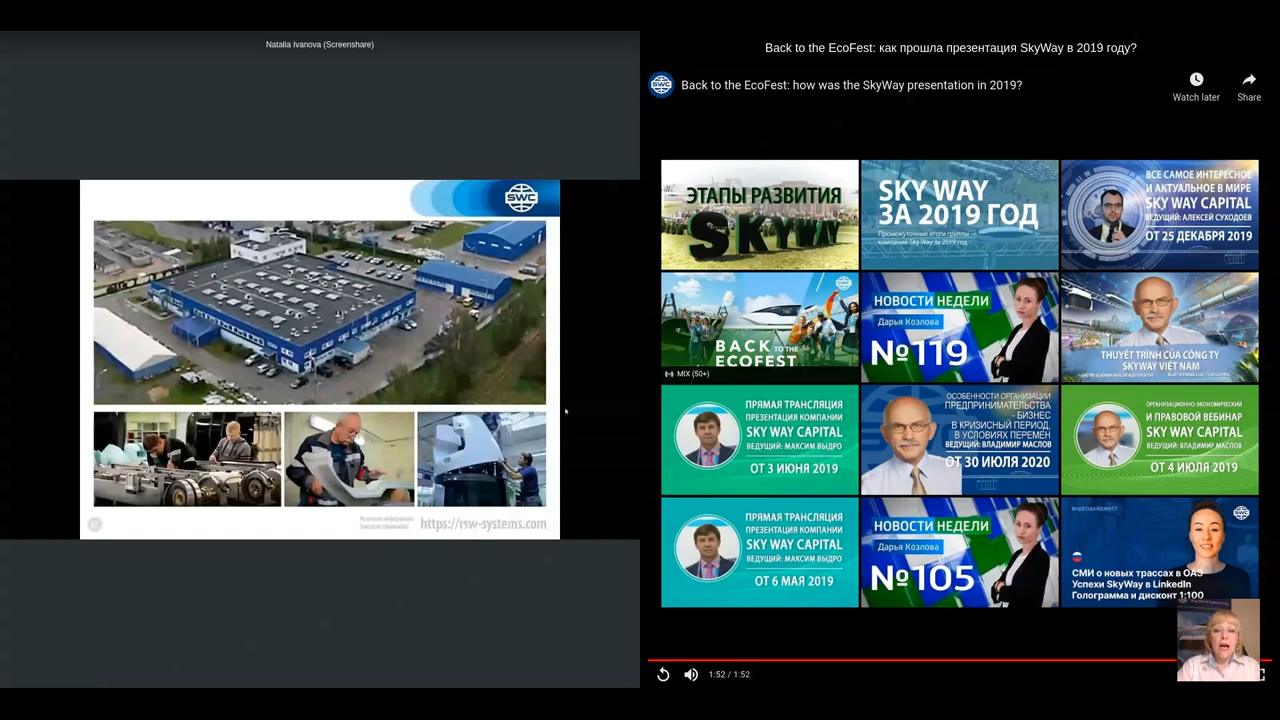 Natalia Ivanova (Screenshare)
SWC
https://rsw-systems.com
Back to the EcoFest: как прошла презентация SkyWay в 2019 году?
SWC
Back to the EcoFest: how was the SkyWay presentation in 2019?
Watch later
Share
ЭТАПЫ РАЗВИТИЯ
SKYWAY
SKY WAY
ЗА 2019 ГОД
Промежуточные итоги группы
компаний Sky Way за 2019 год
ВСЕ САМОЕ ИНТЕРЕСНОЕ
И АКТУАЛЬНОЕ В МИРЕ
SKY WAY CAPITAL
ВЕДУЩИЙ: АЛЕКСЕЙ СУХОДОЕВ
ОТ 25 ДЕКАБРЯ 2019
BACK TO THE
ECOFEST
MIX (50+)
НОВОСТИ НЕДЕЛИ
Дарья Козлова
№119
THUYẾT TRÌNH CỦA CÔNG TY
SKYWAY VIỆT NAM
ПРЯМАЯ ТРАНСЛЯЦИЯ
ПРЕЗЕНТАЦИЯ КОМПАНИИ
SKY WAY CAPITAL
ВЕДУЩИЙ: МАКСИМ ВЫДРО
ОТ 3 ИЮНЯ 2019
ОСОБЕННОСТИ ОРГАНИЗАЦИИ
ПРЕДПРИНИМАТЕЛЬСТВА
- БИЗНЕС
В КРИЗИСНЫЙ ПЕРИОД,
В УСЛОВИЯХ ПЕРЕМЕН
ВЕДУЩИЙ: ВЛАДИМИР МАСЛОВ
ОТ 30 ИЮЛЯ 2020
ОРГАНИЗАЦИОННО-ЭКОНОМИЧЕСКИЙ
И ПРАВОВОЙ ВЕБИНАР
SKY WAY CAPITAL
ВЕДУЩИЙ: ВЛАДИМИР МАСЛОВ
ОТ 4 ИЮЛЯ 2019
ПРЯМАЯ ТРАНСЛЯЦИЯ
ПРЕЗЕНТАЦИЯ КОМПАНИИ
SKY WAY CAPITAL
ВЕДУЩИЙ: МАКСИМ ВЫДРО
ОТ 6 МАЯ 2019
НОВОСТИ НЕДЕЛИ
Дарья Козлова
№105
ВИДЕОДАЙДЖЕСТ
СМИ о новых трассах в ОАЭ
Успехи SkyWay в LinkedIn
Голограмма и дисконт 1:100
1:52 / 1:52